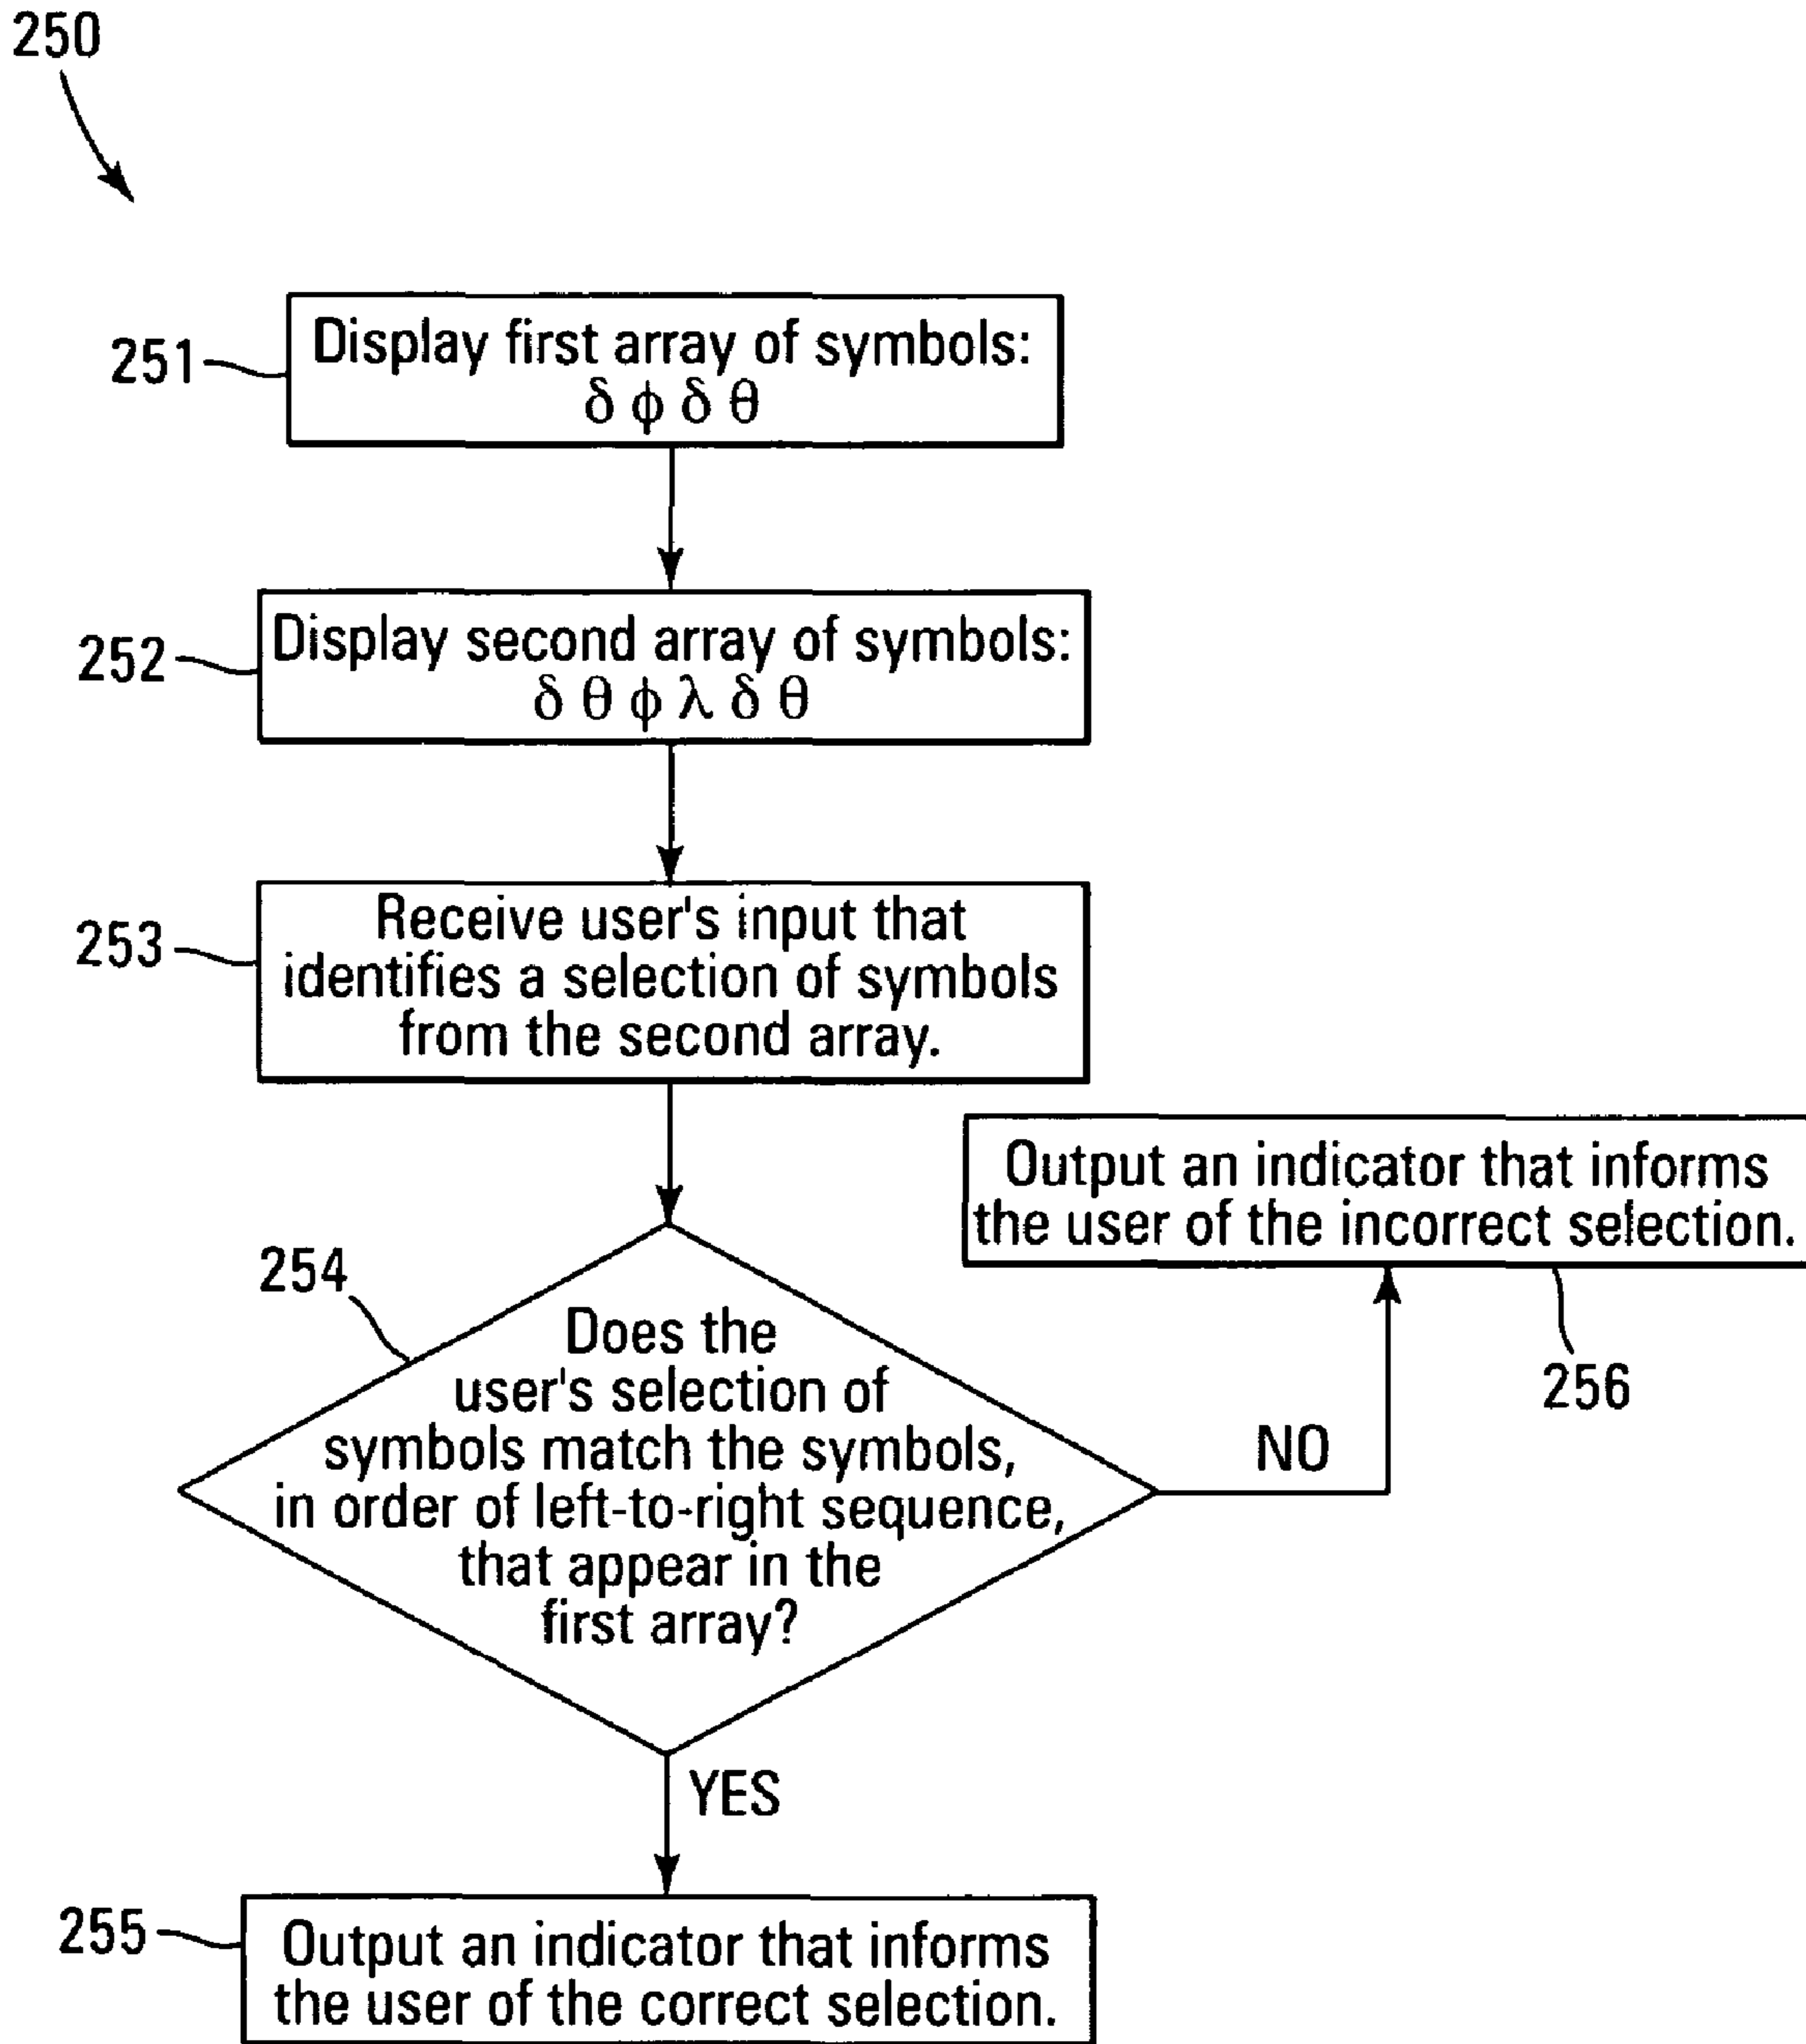 250
251
Display first array of symbols:
δ ϕ δ θ
252
Display second array of symbols:
δ θ ϕ λ δ θ
253
Receive user's input that
identifies a selection of symbols
from the second array.
Output an indicator that informs
the user of the incorrect selection.
256
254
Does the
user's selection of
symbols match the symbols,
in order of left-to-right sequence,
that appear in the
first array?
NO
YES
255
Output an indicator that informs
the user of the correct selection.